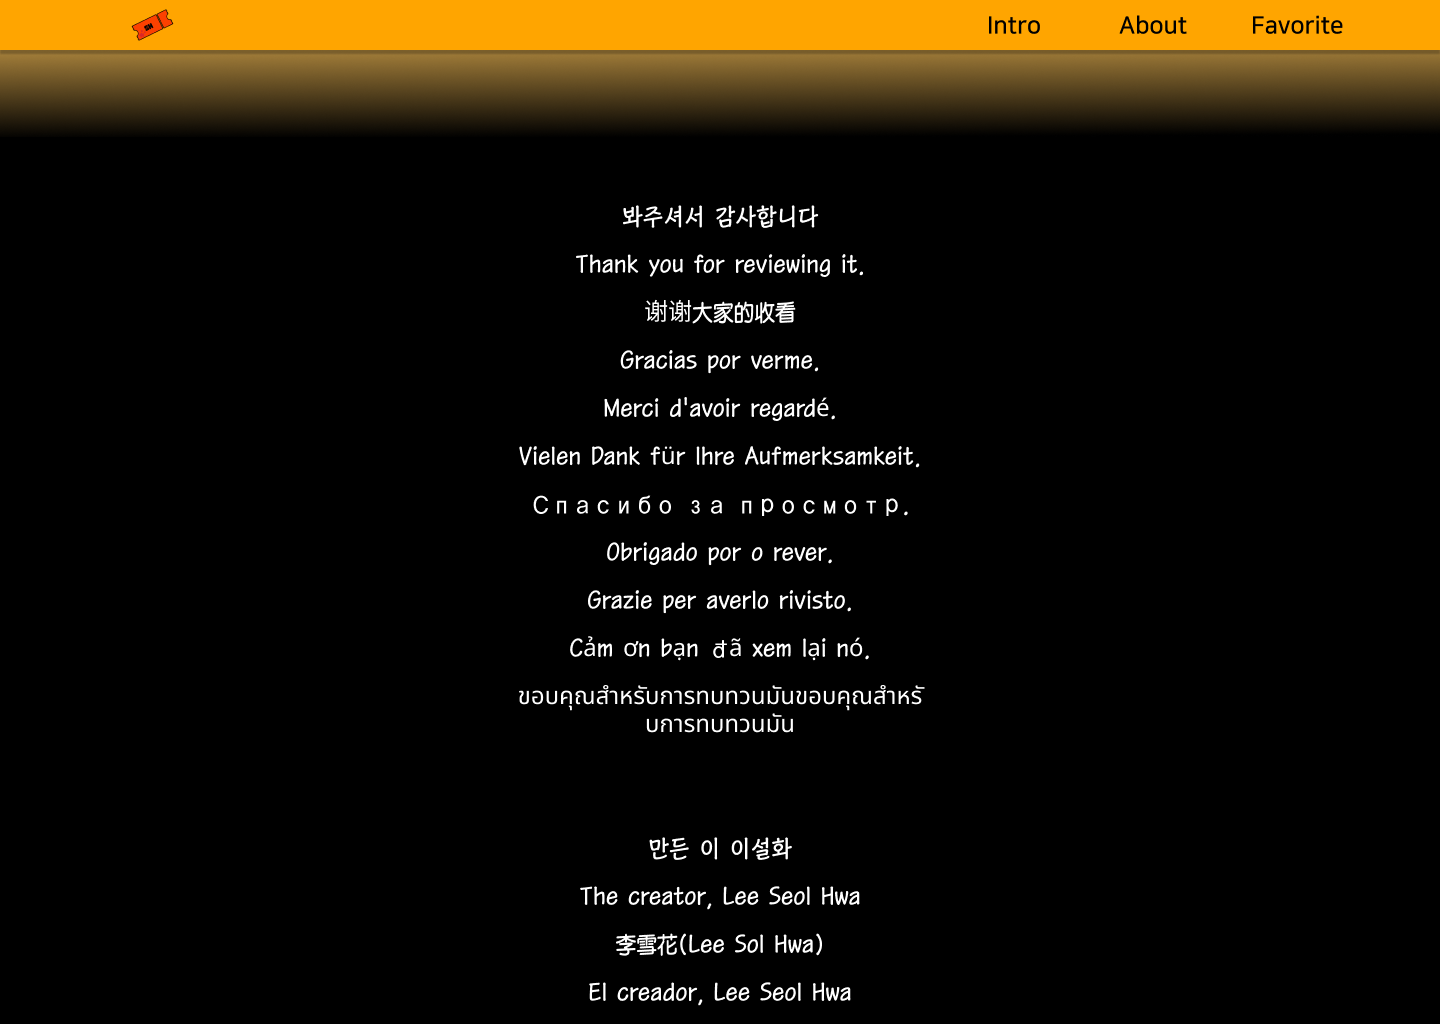 Intro
About
Favorite
봐주셔서 감사합니다
Thank you for reviewing it.
谢谢大家的收看
Gracias por verme.
Merci d'avoir regardé.
Vielen Dank für Ihre Aufmerksamkeit.
Спасибо за просмотр.
Obrigado por o rever.
Grazie per averlo rivisto.
Cảm ơn bạn đã xem lại nó.
ขอบคุณสำหรับการทบทวนมันขอบคุณสำหรั
บการทบทวนมัน
만든 이 이설화
The creator, Lee Seol Hwa
李雪花(Lee Sol Hwa)
El creador, Lee Seol Hwa